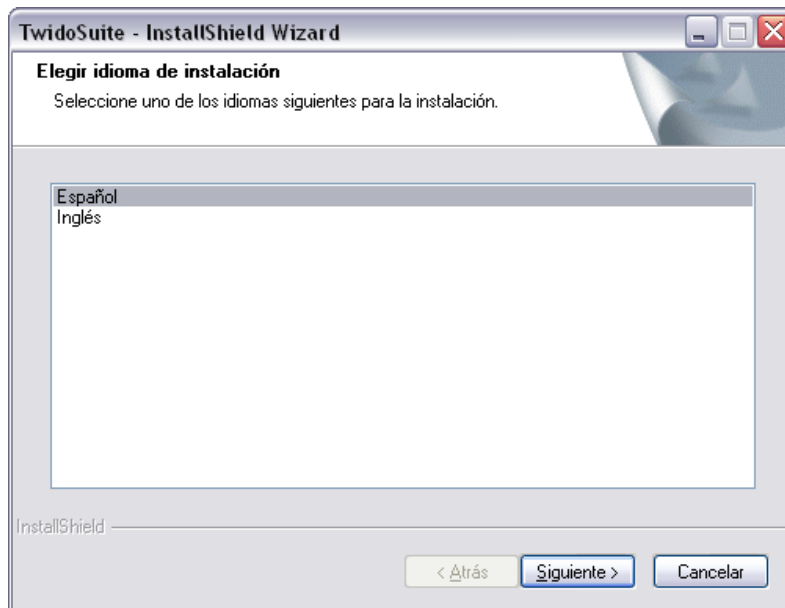 TwidoSuite - InstallShield Wizard
Elegir idioma de instalación
Seleccione uno de los idiomas siguientes para la instalación.
Español
Inglés
InstallShield
< Atrás Siguiente > Cancelar